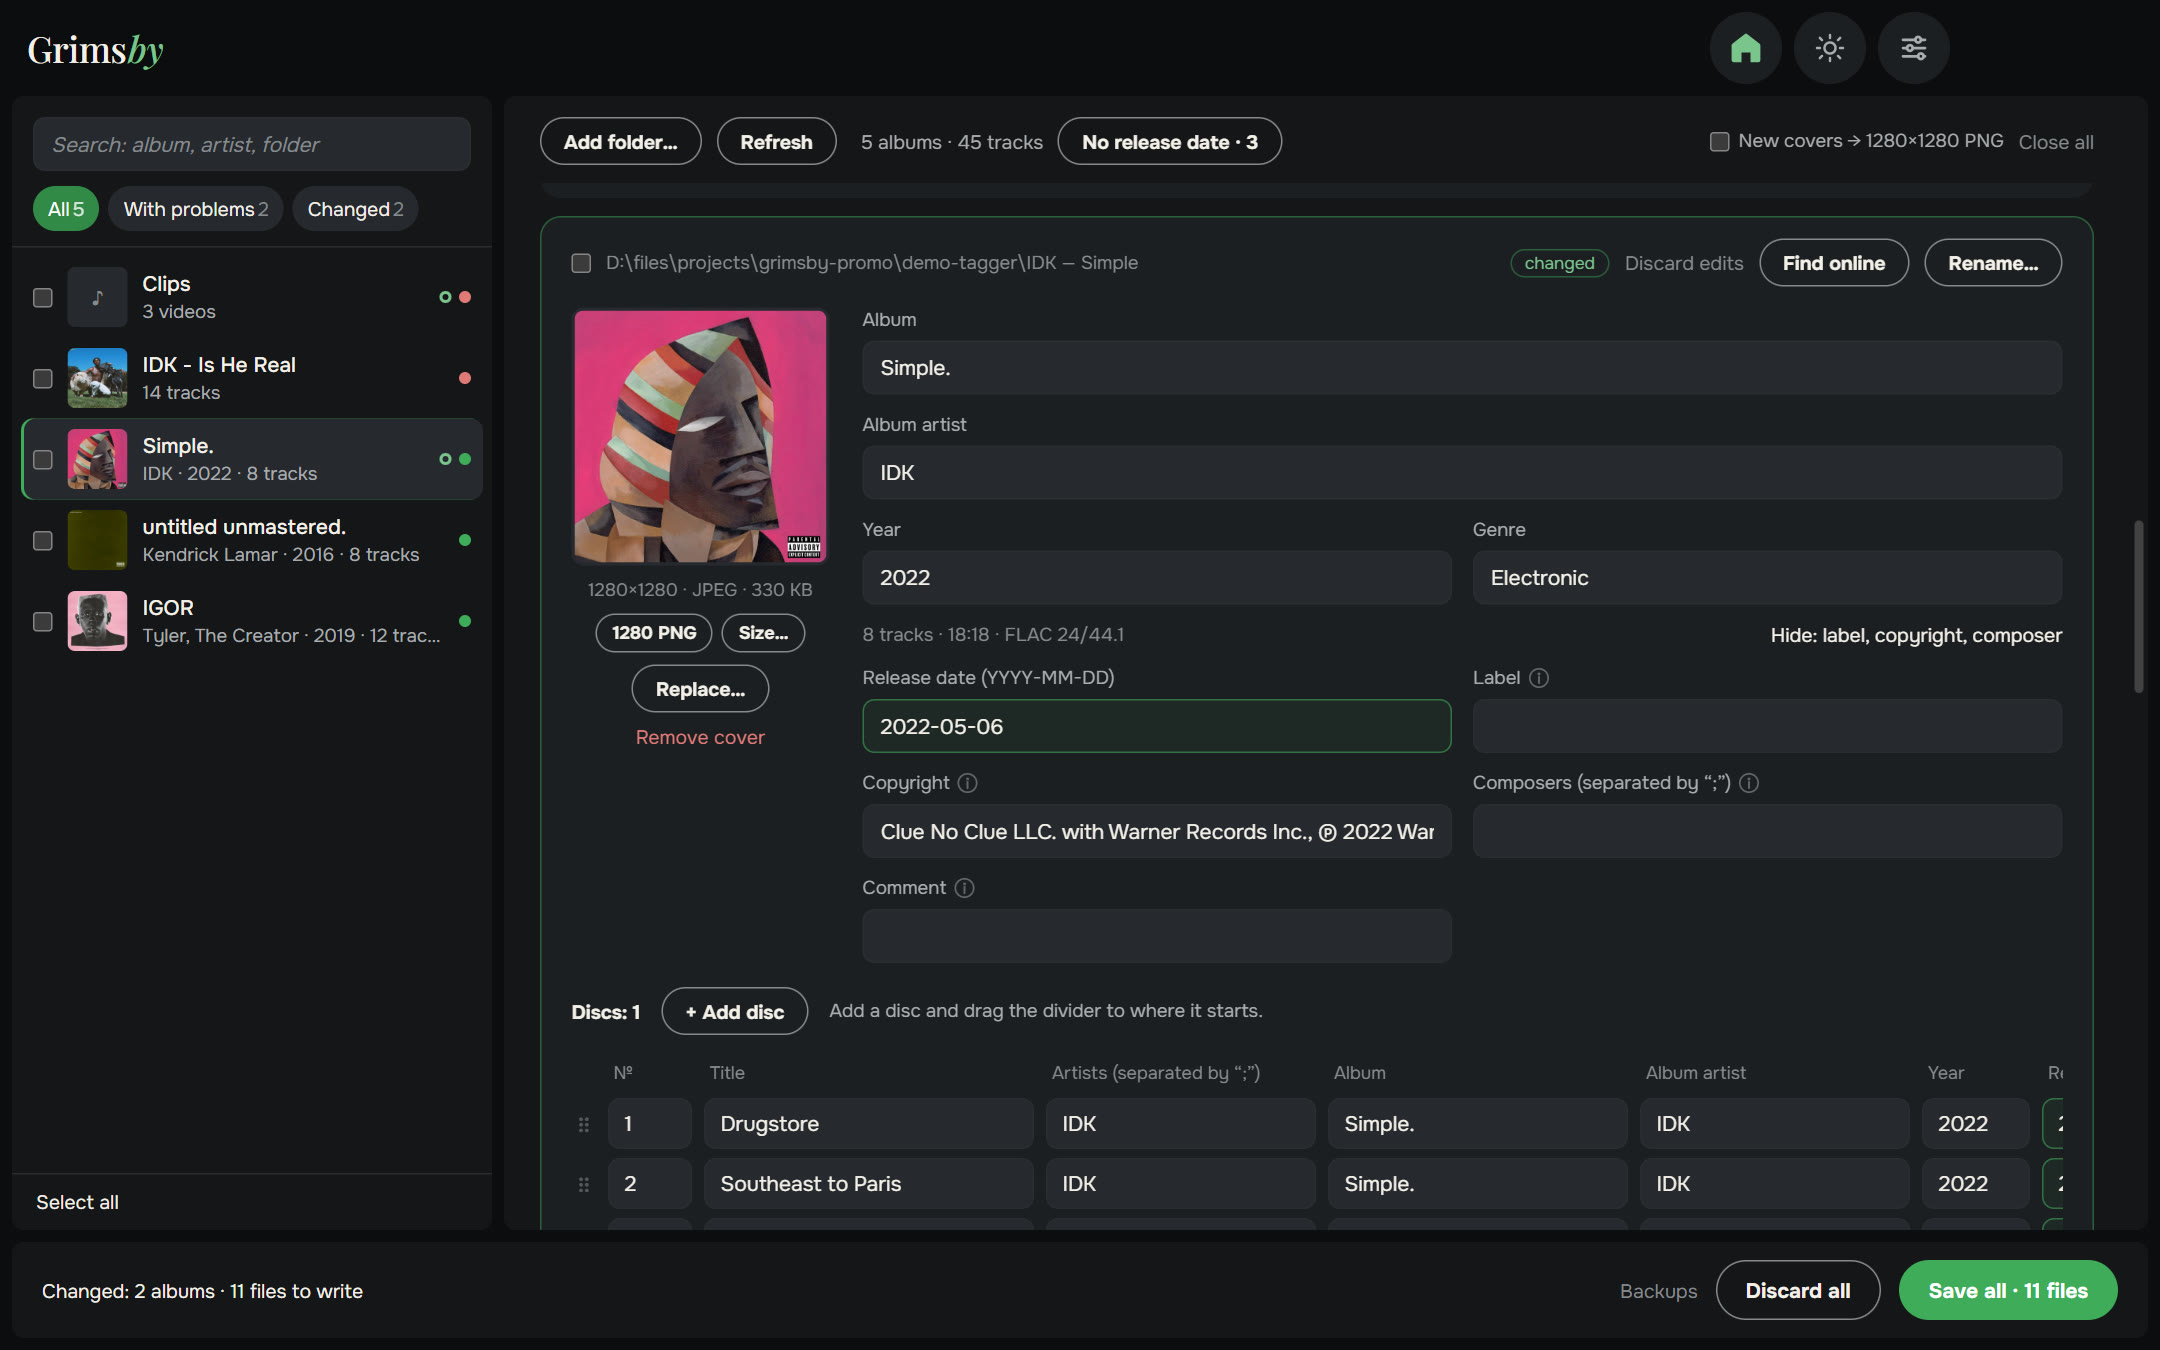 Grimsby
Search: album, artist, folder
All 5
With problems 2
Changed 2
Clips
3 videos
IDK - Is He Real
14 tracks
Simple.
IDK · 2022 · 8 tracks
untitled unmastered.
Kendrick Lamar · 2016 · 8 tracks
IGOR
Tyler, The Creator · 2019 · 12 trac...
Select all
Add folder...
Refresh
5 albums · 45 tracks
No release date · 3
New covers → 1280×1280 PNG
Close all
D:\files\projects\grimsby-promo\demo-tagger\IDK – Simple
changed
Discard edits
Find online
Rename...
PARENTAL
ADVISORY
EXPLICIT CONTENT
1280×1280 · JPEG · 330 KB
1280 PNG
Size...
Replace...
Remove cover
Album
Simple.
Album artist
IDK
Year
2022
Genre
Electronic
8 tracks · 18:18 · FLAC 24/44.1
Hide: label, copyright, composer
Release date (YYYY-MM-DD)
2022-05-06
Label
Copyright
Clue No Clue LLC. with Warner Records Inc., ℗ 2022 War
Composers (separated by “;”)
Comment
Discs: 1
+ Add disc
Add a disc and drag the divider to where it starts.
Nº Title Artists (separated by “;”) Album Album artist Year Re
1 Drugstore IDK Simple. IDK 2022 2
2 Southeast to Paris IDK Simple. IDK 2022 2
Changed: 2 albums · 11 files to write
Backups
Discard all
Save all · 11 files